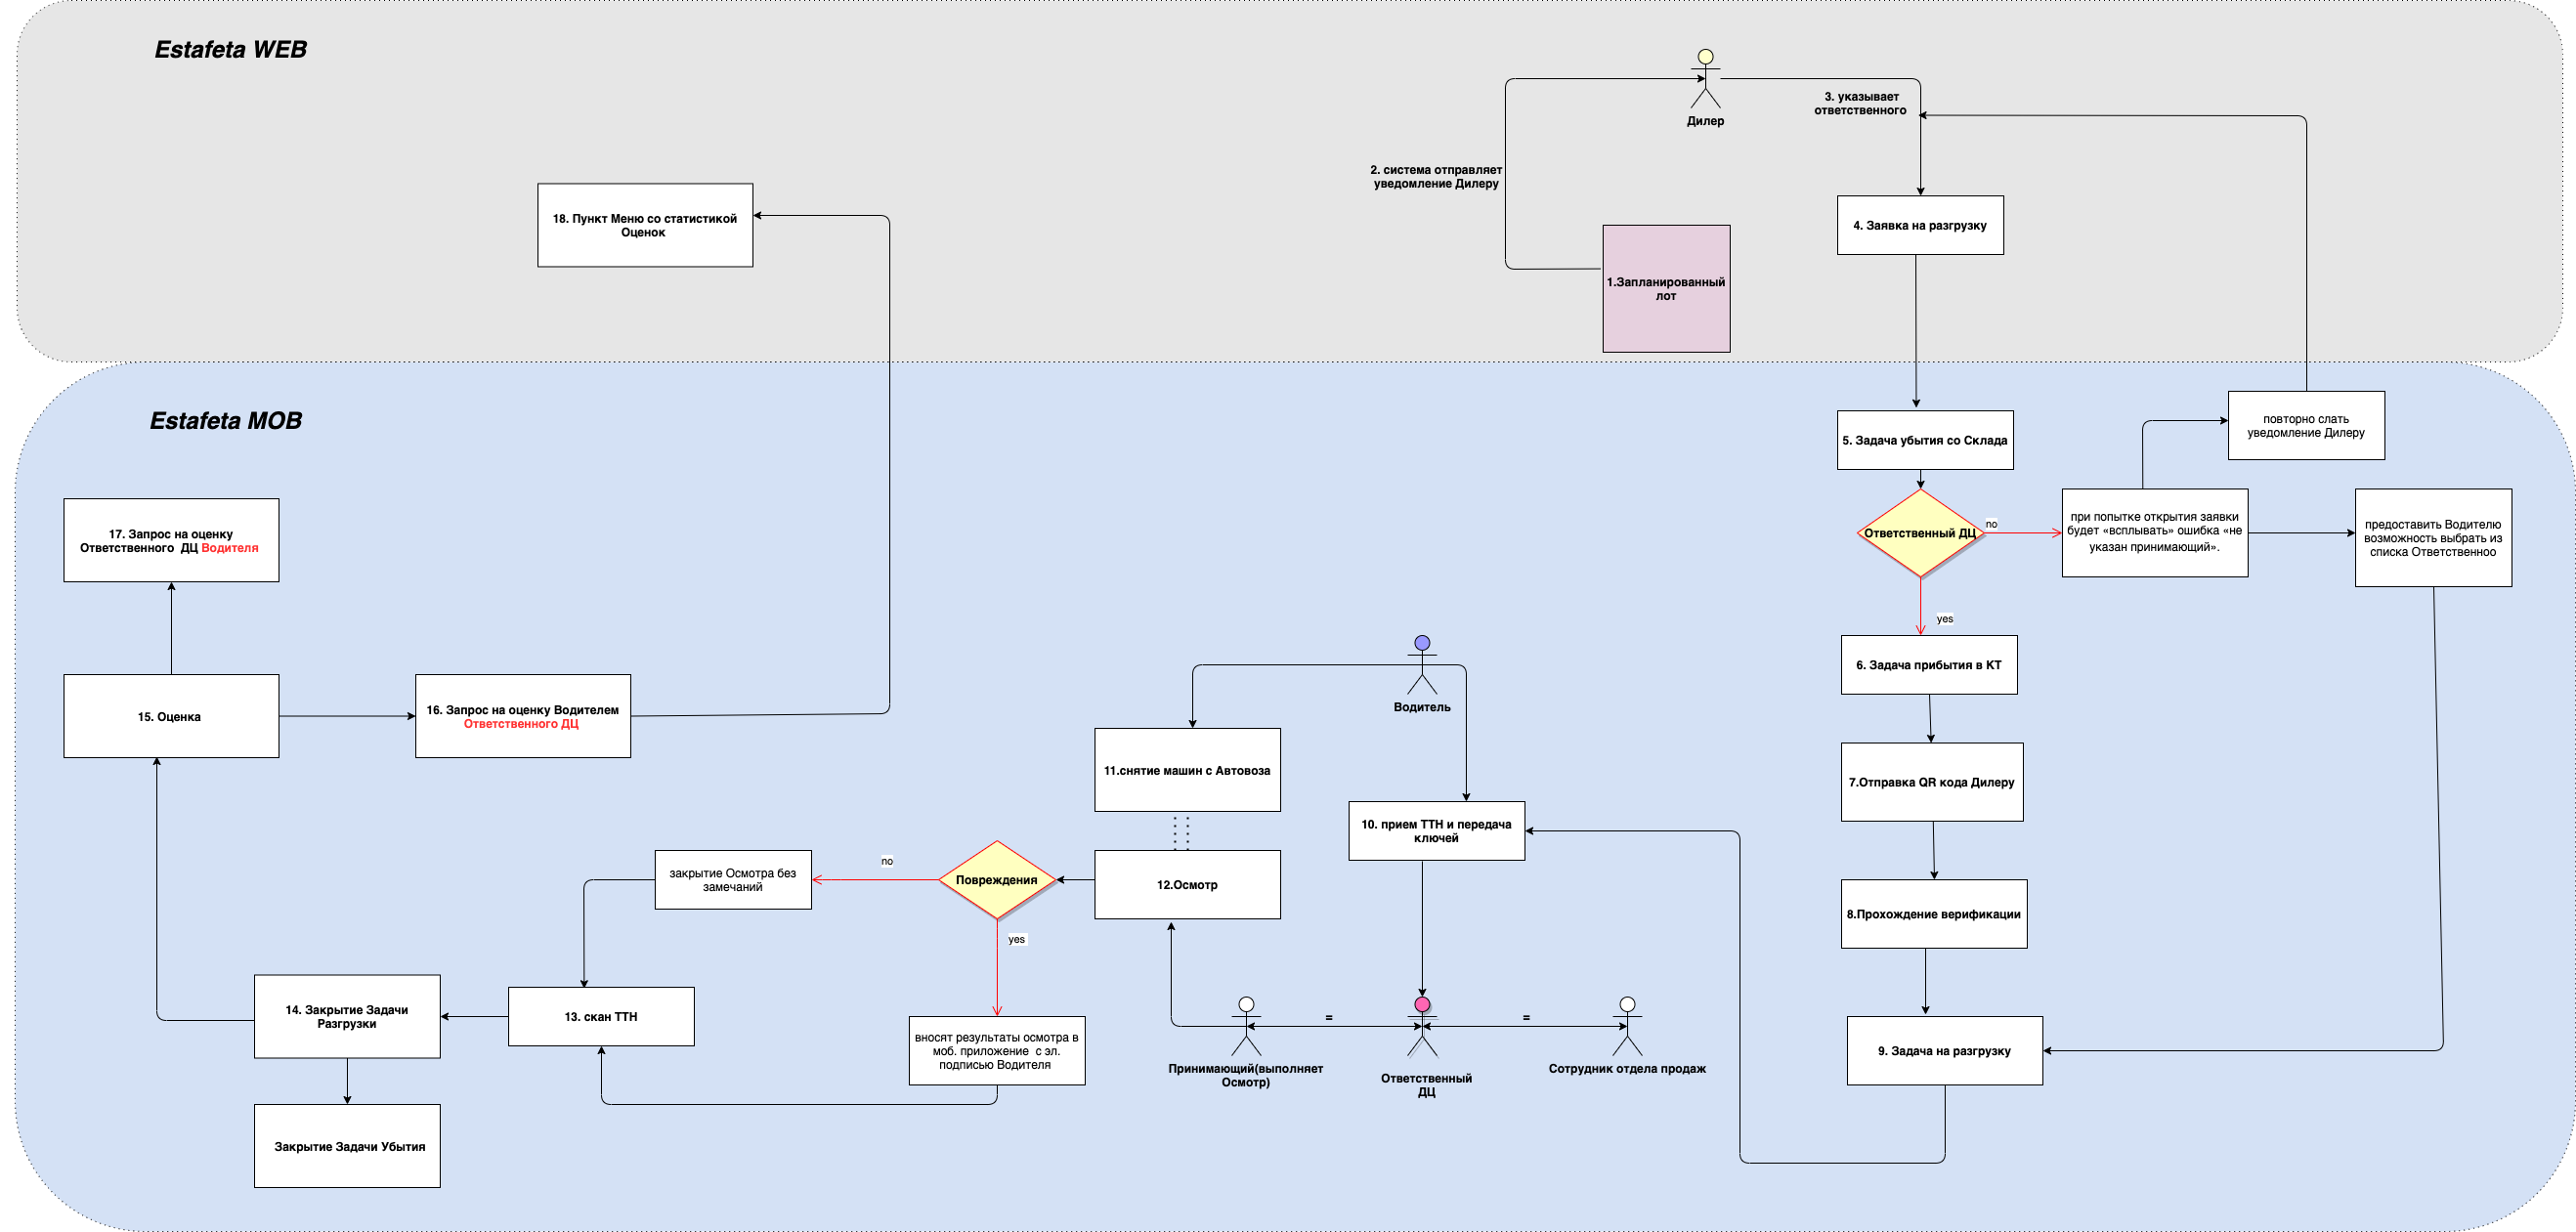 Estafeta WEB
Дилер
3. указывает
ответственного
2. система отправляет
уведомление Дилеру
18. Пункт Меню со статистикой
Оценок
4. Заявка на разгрузку
1.Запланированный
лот
Estafeta MOB
5. Задача убытия со Склада
повторно слать
уведомление Дилеру
Ответственный ДЦ
no
при попытке открытия заявки
будет «всплывать» ошибка «не
указан принимающий».
предоставить Водителю
возможность выбрать из
списка Ответственноо
yes
17. Запрос на оценку
Ответственного ДЦ Водителя
6. Задача прибытия в КТ
Водитель
15. Оценка
16. Запрос на оценку Водителем
Ответственного ДЦ
11.снятие машин с Автовоза
7.Отправка QR кода Дилеру
10. прием ТТН и передача
ключей
закрытие Осмотра без
замечаний
no
Повреждения
12.Осмотр
yes
8.Прохождение верификации
14. Закрытие Задачи
Разгрузки
13. скан ТТН
вносят результаты осмотра в
моб. приложение с эл.
подписью Водителя
=
=
Принимающий(выполняет
Осмотр)
Ответственный
ДЦ
Сотрудник отдела продаж
9. Задача на разгрузку
Закрытие Задачи Убытия